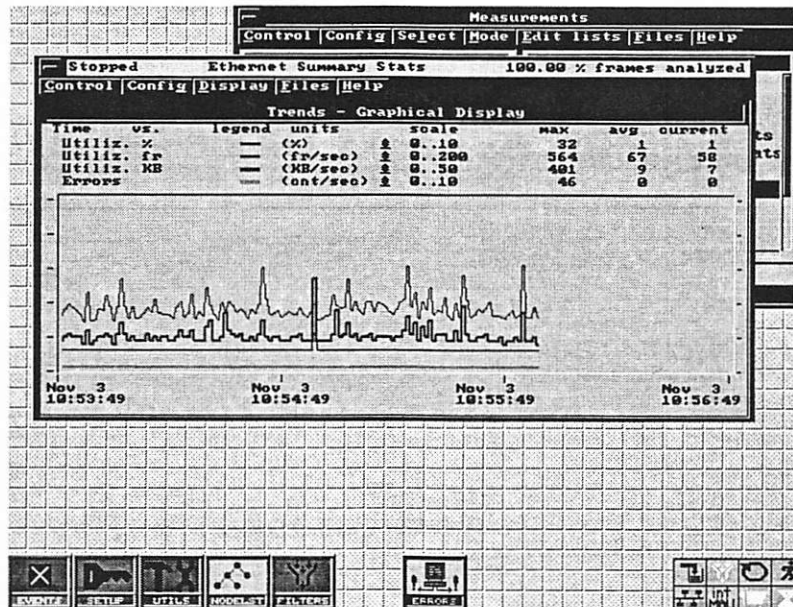 Measurements
Control Config Select Mode Edit lists Files Help
Stopped Ethernet Summary Stats 100.00 % frames analyzed
Control Config Display Files Help
Trends - Graphical Display
Time vs. legend units scale max avg current
Utiliz. % (%) 0..10 32 1 1
Utiliz. fr (fr/sec) 0..200 564 67 58
Utiliz. KB (KB/sec) 0..50 401 9 7
Errors (cnt/sec) 0..10 46 0 0
Nov 3 Nov 3 Nov 3 Nov 3
10:53:49 10:54:49 10:55:49 10:56:49
EVENTS SETUP UTILS NODELST FILTERS ERRORS